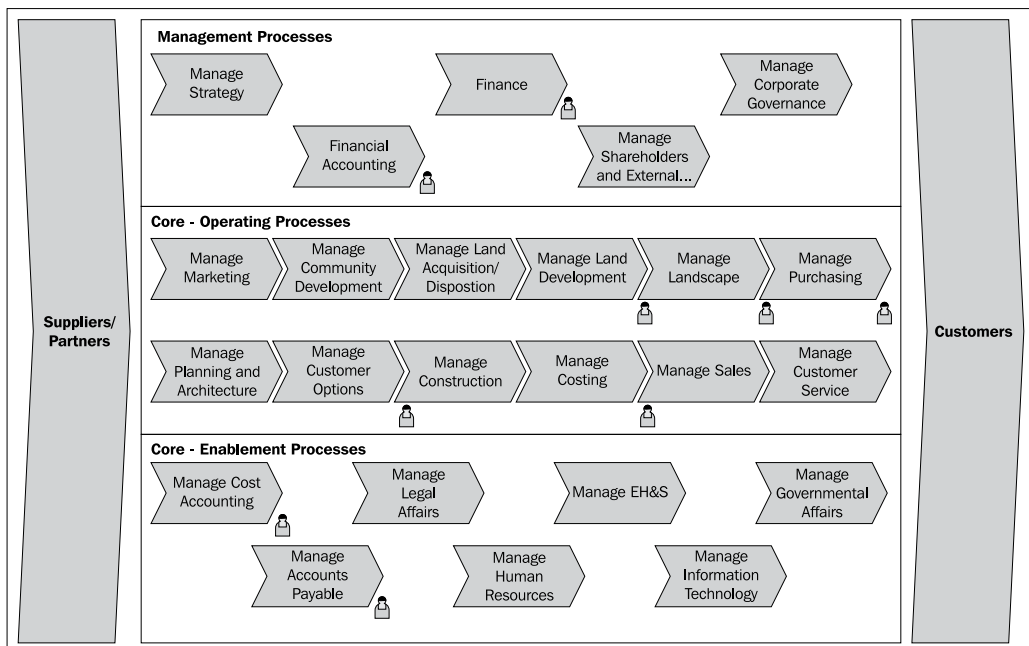 Management Processes
Manage
Strategy
Finance
Manage
Corporate
Governance
Financial
Accounting
Manage
Shareholders
and External...
Core - Operating Processes
Manage
Marketing
Manage
Community
Development
Manage Land
Acquisition/
Dispostion
Manage Land
Development
Manage
Landscape
Manage
Purchasing
Suppliers/
Partners
Customers
Manage
Planning and
Architecture
Manage
Customer
Options
Manage
Construction
Manage
Costing
Manage Sales
Manage
Customer
Service
Core - Enablement Processes
Manage Cost
Accounting
Manage
Legal
Affairs
Manage EH&S
Manage
Governmental
Affairs
Manage
Accounts
Payable
Manage
Human
Resources
Manage
Information
Technology